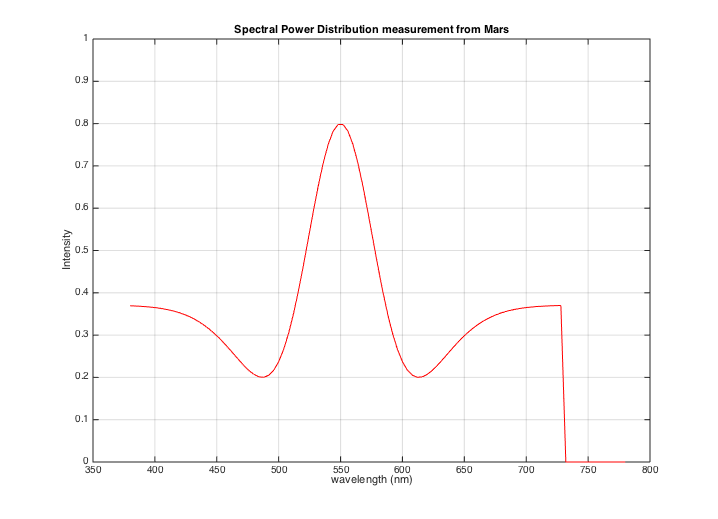 Spectral Power Distribution measurement from Mars
1
0.9
0.8
0.7
0.6
0.5
0.4
0.3
0.2
0.1
0
Intensity
350 400 450 500 550 600 650 700 750 800
wavelength (nm)